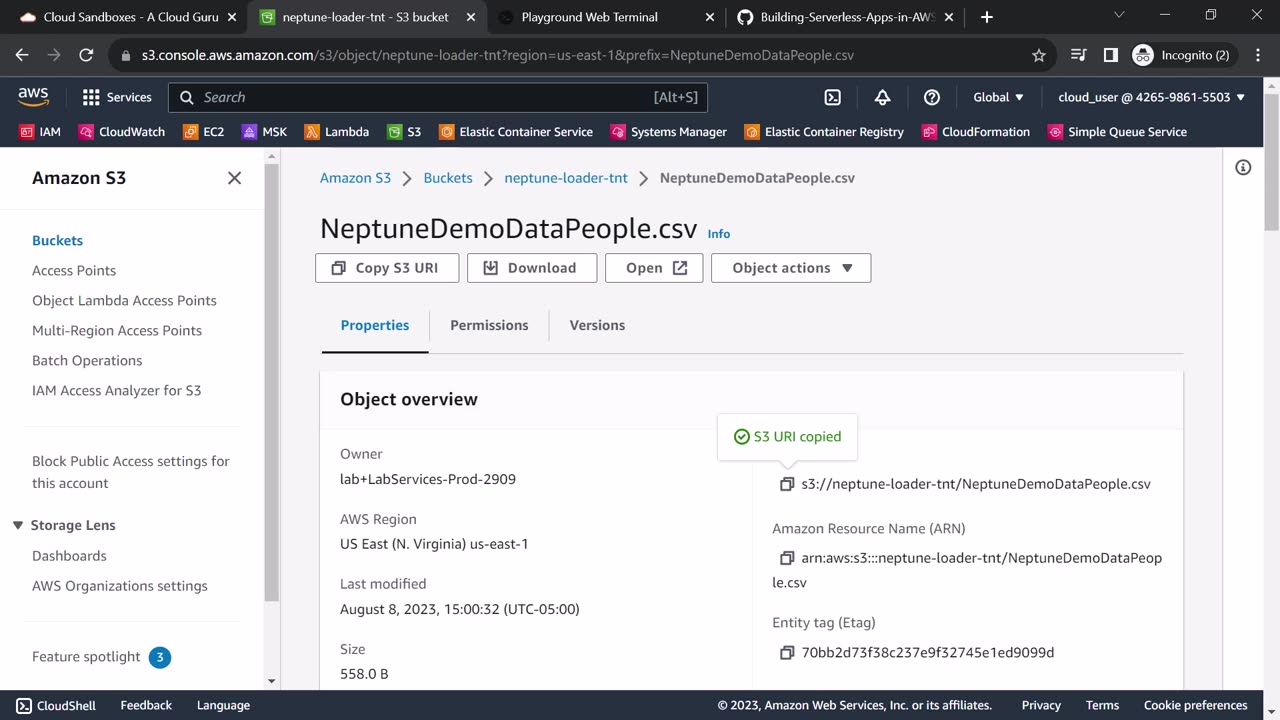 Cloud Sandboxes - A Cloud Guru
neptune-loader-tnt - S3 bucket
Playground Web Terminal
Building-Serverless-Apps-in-AWS
s3.console.aws.amazon.com/s3/object/neptune-loader-tnt?region=us-east-1&prefix=NeptuneDemoDataPeople.csv
Incognito (2)
aws
Services
Search
[Alt+S]
Global
cloud_user @ 4265-9861-5503
IAM
CloudWatch
EC2
MSK
Lambda
S3
Elastic Container Service
Systems Manager
Elastic Container Registry
CloudFormation
Simple Queue Service
Amazon S3
Buckets
Access Points
Object Lambda Access Points
Multi-Region Access Points
Batch Operations
IAM Access Analyzer for S3
Block Public Access settings for
this account
Storage Lens
Dashboards
AWS Organizations settings
Feature spotlight 3
Amazon S3
Buckets
neptune-loader-tnt
NeptuneDemoDataPeople.csv
NeptuneDemoDataPeople.csv Info
Copy S3 URI
Download
Open
Object actions
Properties
Permissions
Versions
Object overview
Owner
lab+LabServices-Prod-2909
AWS Region
US East (N. Virginia) us-east-1
Last modified
August 8, 2023, 15:00:32 (UTC-05:00)
Size
558.0 B
S3 URI copied
s3://neptune-loader-tnt/NeptuneDemoDataPeople.csv
Amazon Resource Name (ARN)
arn:aws:s3:::neptune-loader-tnt/NeptuneDemoDataPeop
le.csv
Entity tag (Etag)
70bb2d73f38c237e9f32745e1ed9099d
CloudShell
Feedback
Language
© 2023, Amazon Web Services, Inc. or its affiliates.
Privacy
Terms
Cookie preferences